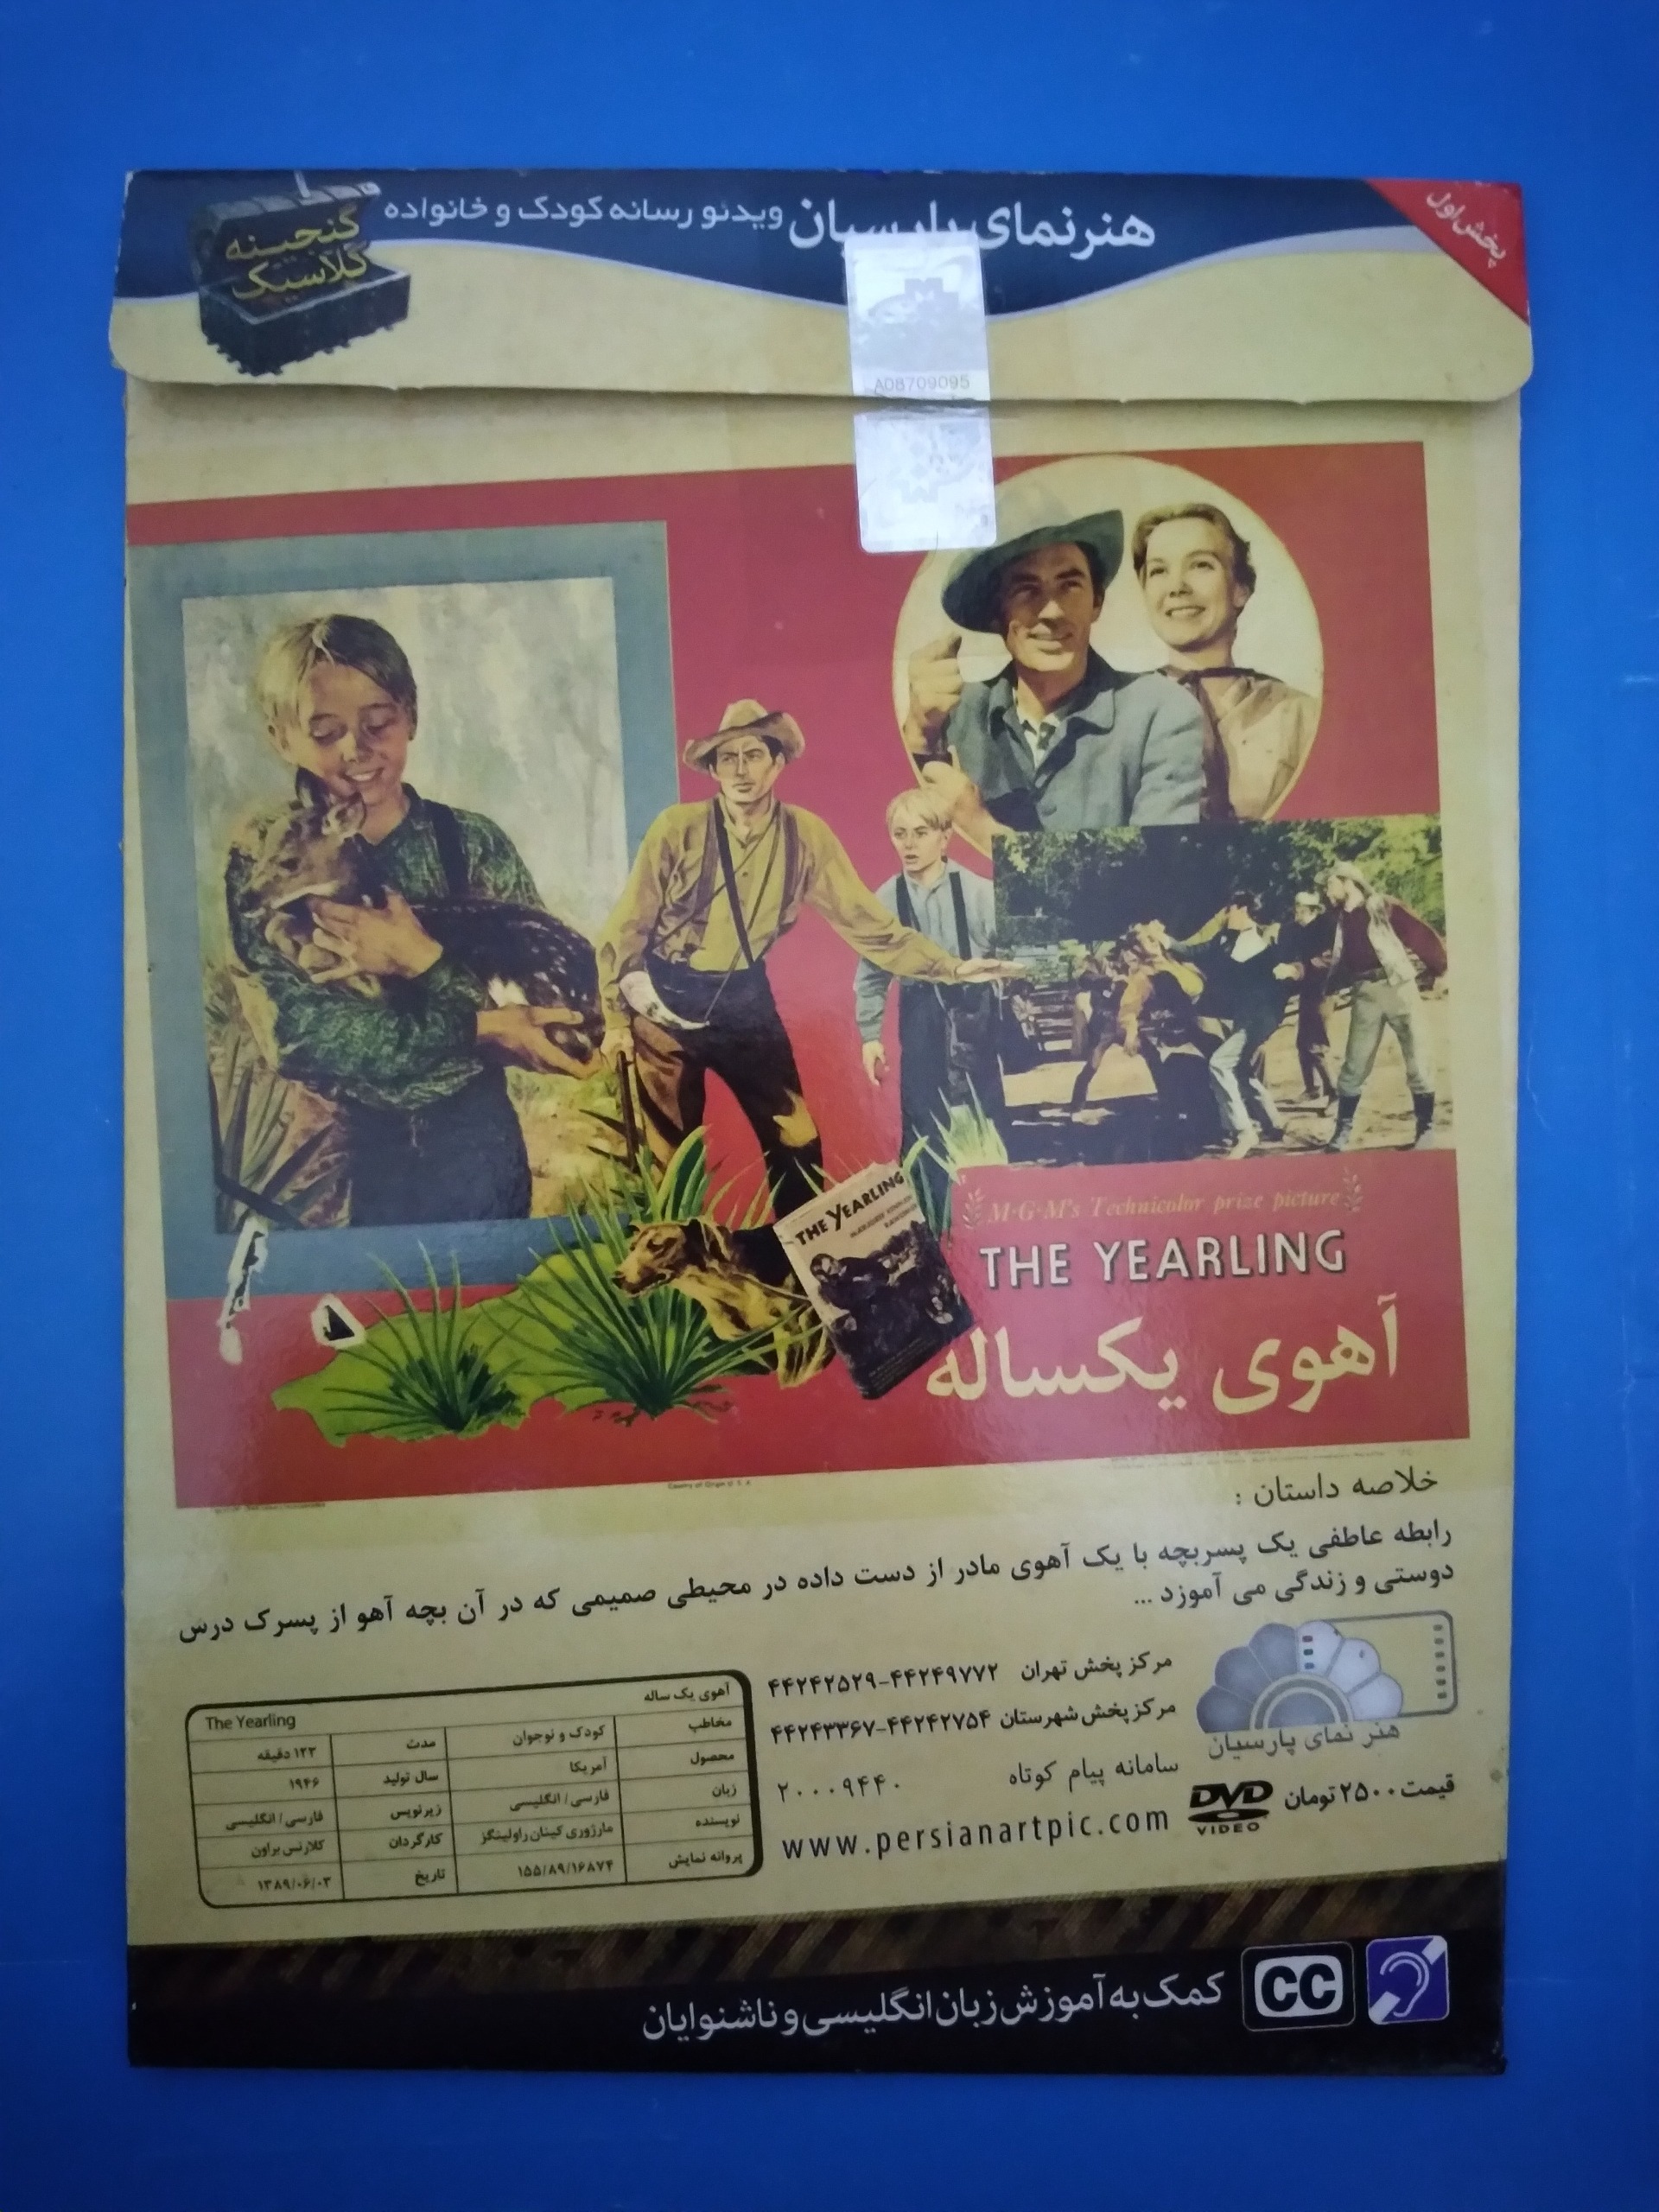 پخش اول
هنرنمای پارسیان ویدئو رسانه کودک و خانواده
گنجینه
کلاسیک
A08709095
THE YEARLING
M-G-M's Technicolor prize picture
THE YEARLING
آهوی یکساله
Country of Origin U. S. A
خلاصه داستان :
رابطه عاطفی یک پسربچه با یک آهوی مادر از دست داده در محیطی صمیمی که در آن بچه آهو از پسرک درس
دوستی و زندگی می آموزد ...
هنر نمای پارسیان
مرکز پخش تهران ۴۴۲۴۲۵۲۹-۴۴۲۴۹۷۷۲
مرکز پخش شهرستان ۴۴۲۴۳۳۶۷-۴۴۲۴۲۷۵۴
سامانه پیام کوتاه ۲۰۰۰۹۴۴۰
www.persianartpic.com
قیمت ۲۵۰۰ تومان
DVD
VIDEO
آهوی یک ساله The Yearling
مخاطب کودک و نوجوان مدت ۱۲۳ دقیقه
محصول آمریکا سال تولید ۱۹۴۶
زبان فارسی/ انگلیسی زیرنویس فارسی/ انگلیسی
نویسنده مارژوری کینان راولینگز کارگردان کلارنس براون
پروانه نمایش ۱۵۵/۸۹/۱۶۸۷۴ تاریخ ۱۳۸۹/۰۶/۰۳
کمک به آموزش زبان انگلیسی و ناشنوایان
CC